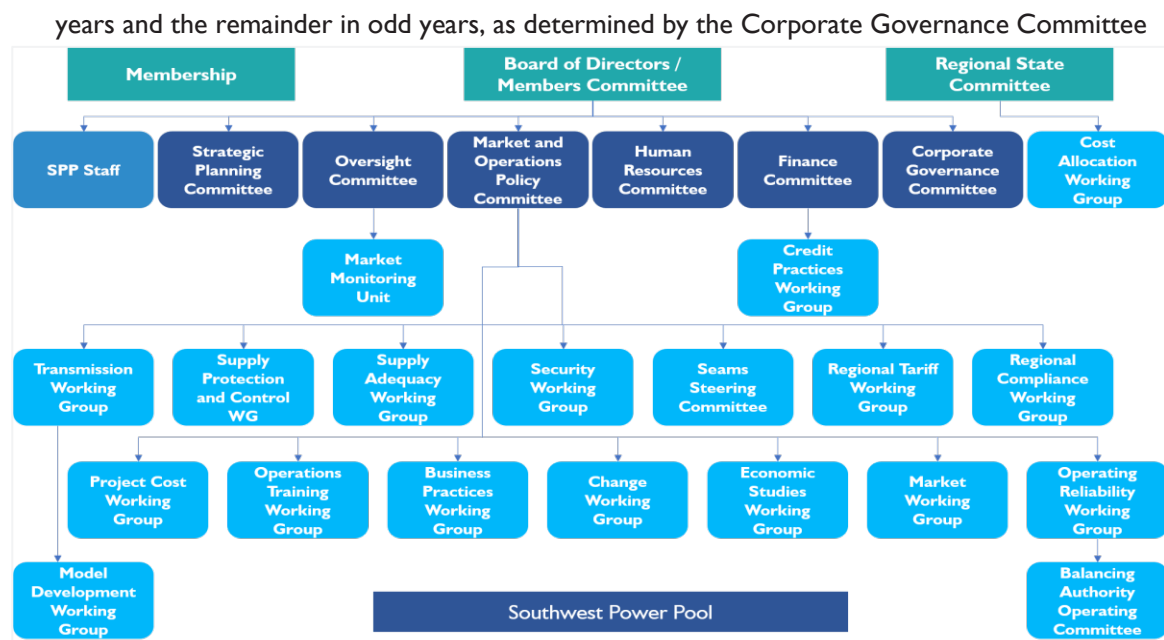 years and the remainder in odd years, as determined by the Corporate Governance Committee
Membership
Board of Directors /
Members Committee
Regional State
Committee
SPP Staff
Strategic
Planning
Committee
Oversight
Committee
Market and
Operations
Policy
Committee
Human
Resources
Committee
Finance
Committee
Corporate
Governance
Committee
Cost
Allocation
Working
Group
Market
Monitoring
Unit
Credit
Practices
Working
Group
Transmission
Working
Group
Supply
Protection
and Control
WG
Supply
Adequacy
Working
Group
Security
Working
Group
Seams
Steering
Committee
Regional Tariff
Working
Group
Regional
Compliance
Working
Group
Project Cost
Working
Group
Operations
Training
Working
Group
Business
Practices
Working
Group
Change
Working
Group
Economic
Studies
Working
Group
Market
Working
Group
Operating
Reliability
Working
Group
Model
Development
Working
Group
Southwest Power Pool
Balancing
Authority
Operating
Committee